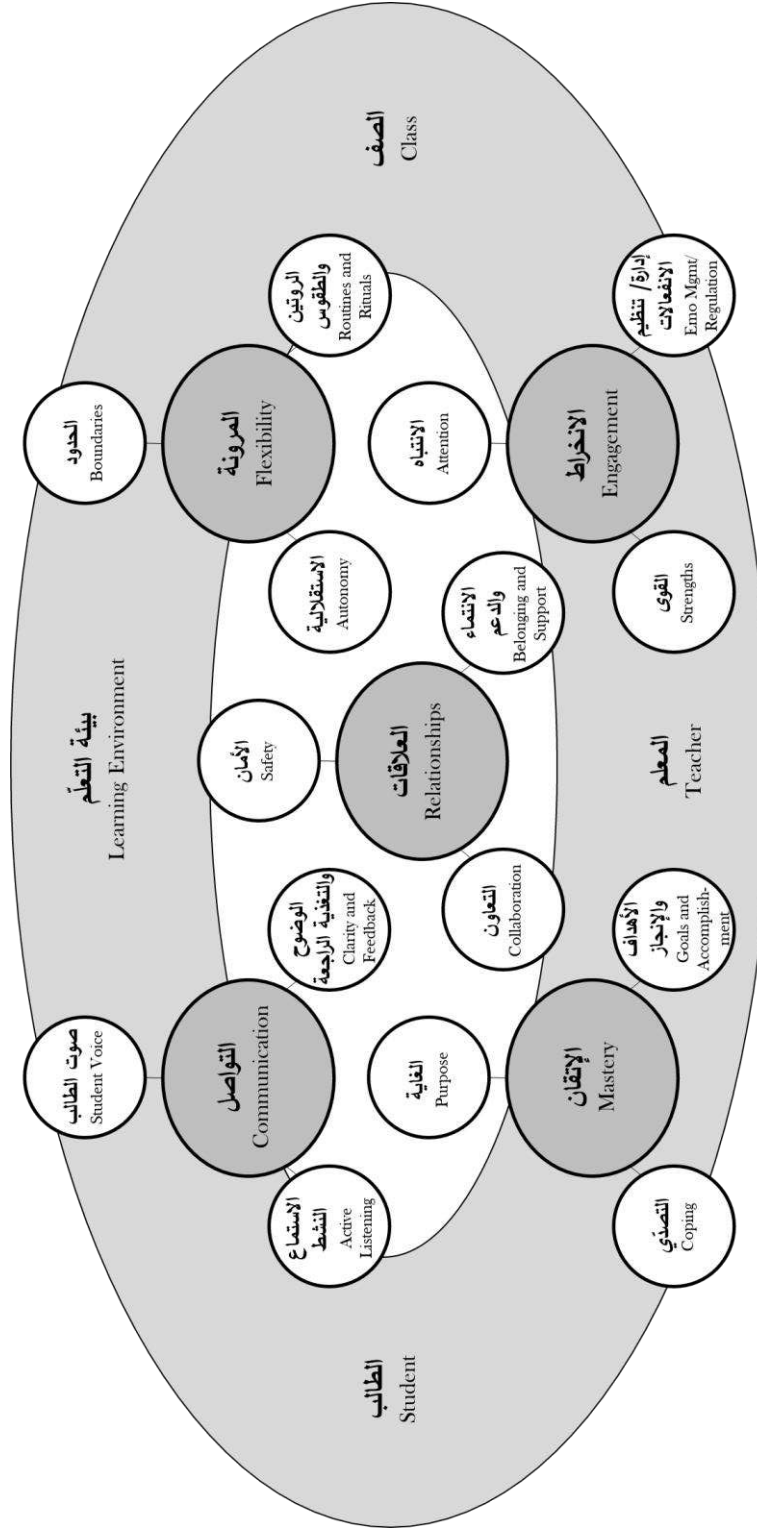 بيئة التعلّم
Learning Environment
صوت الطالب
Student Voice
التواصل
Communication
الاستماع
النشط
Active
Listening
الوضوح
والتغذية الراجعة
Clarity and
Feedback
الحدود
Boundaries
المرونة
Flexibility
الاستقلالية
Autonomy
الروتين
والطقوس
Routines and
Rituals
الأمان
Safety
العلاقات
Relationships
التعاون
Collaboration
الانتماء
والدعم
Belonging and
Support
الطالب
Student
الصف
Class
الغاية
Purpose
الإتقان
Mastery
التصدّي
Coping
الأهداف
والإنجاز
Goals and
Accomplish-
ment
الانتباه
Attention
الانخراط
Engagement
القوى
Strengths
إدارة/ تنظيم
الانفعالات
Emo Mgmt/
Regulation
المعلم
Teacher